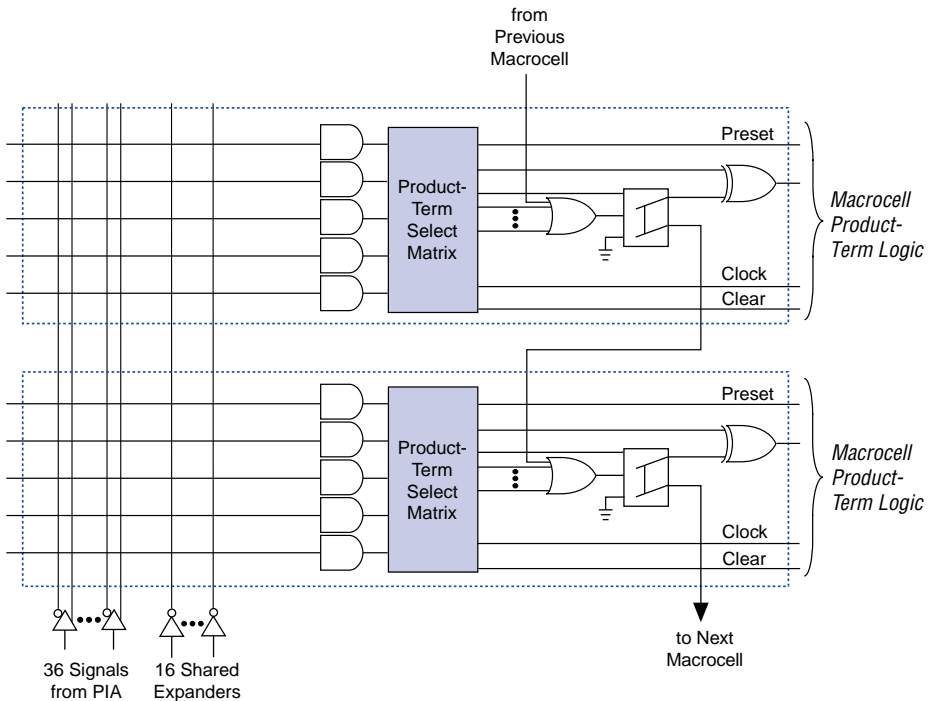 from
Previous
Macrocell
Preset
Product-
Term
Select
Matrix
Macrocell
Product-
Term Logic
Clock
Clear
Preset
Product-
Term
Select
Matrix
Macrocell
Product-
Term Logic
Clock
Clear
36 Signals
from PIA
16 Shared
Expanders
to Next
Macrocell